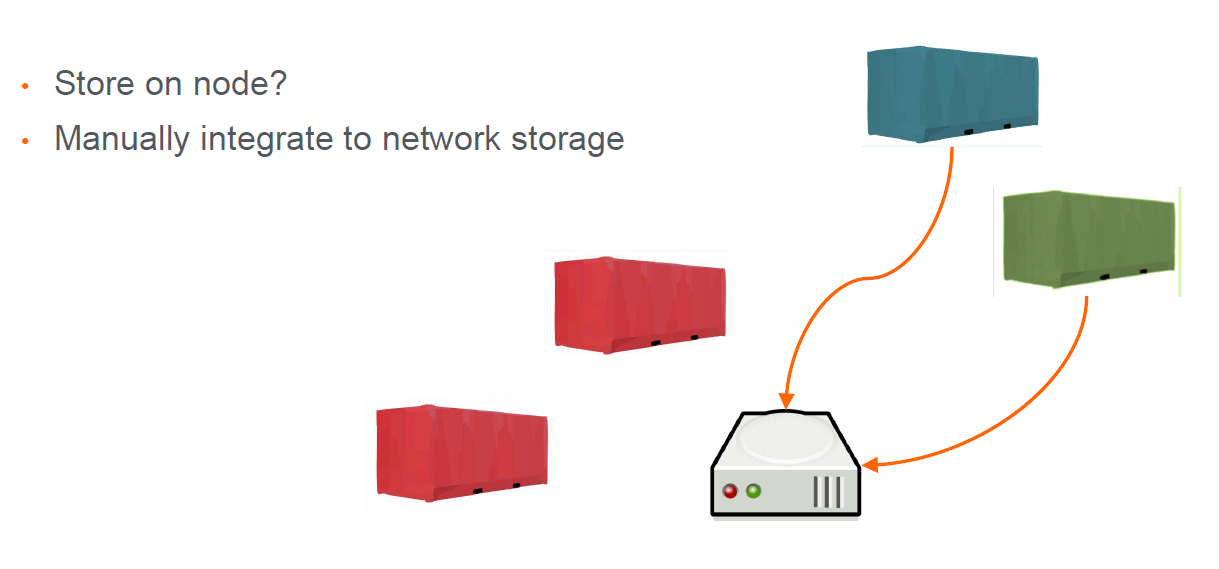 • Store on node?
• Manually integrate to network storage